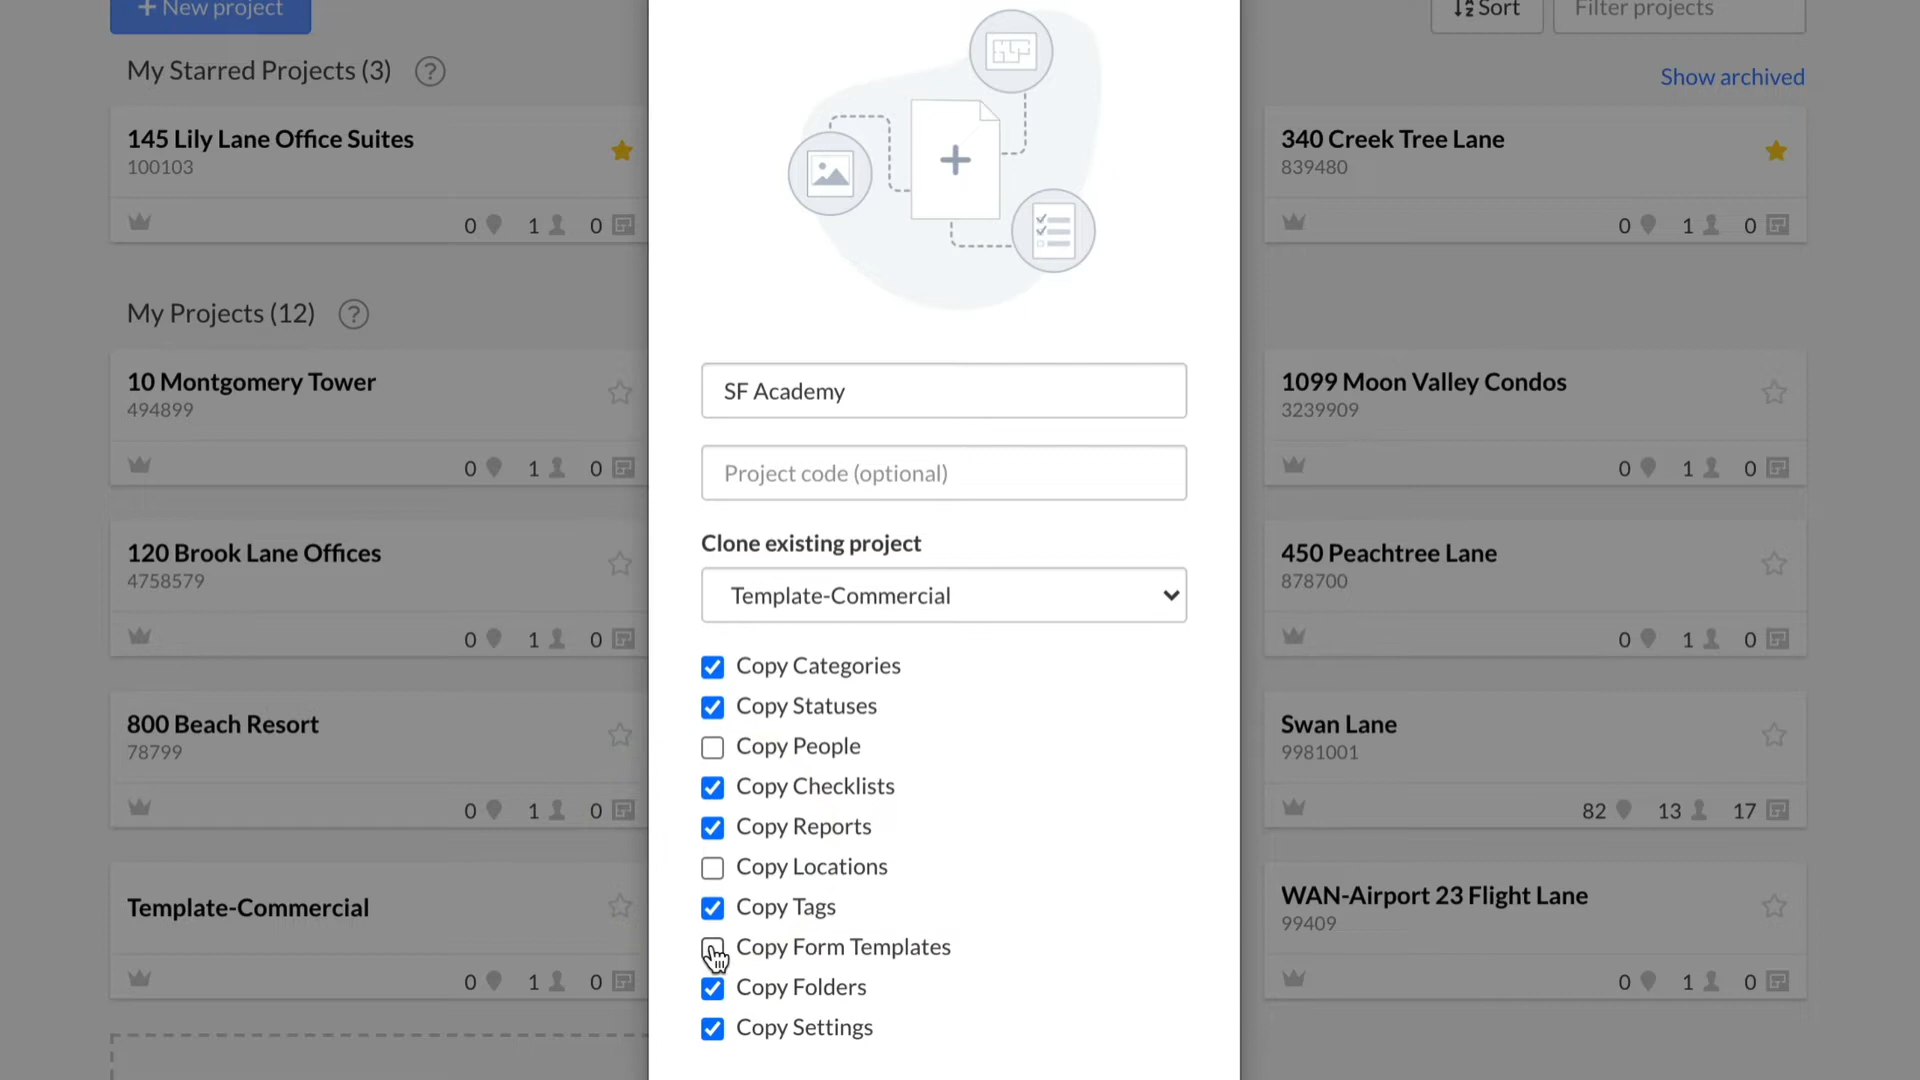 + New project
Sort
Filter projects
My Starred Projects (3) ?
Show archived
145 Lily Lane Office Suites
100103
0 1 0
340 Creek Tree Lane
839480
0 1 0
My Projects (12) ?
10 Montgomery Tower
494899
0 1 0
1099 Moon Valley Condos
3239909
0 1 0
120 Brook Lane Offices
4758579
0 1 0
450 Peachtree Lane
878700
0 1 0
800 Beach Resort
78799
0 1 0
Swan Lane
9981001
82 13 17
Template-Commercial
0 1 0
WAN-Airport 23 Flight Lane
99409
0 1 0
SF Academy
Project code (optional)
Clone existing project
Template-Commercial
Copy Categories
Copy Statuses
Copy People
Copy Checklists
Copy Reports
Copy Locations
Copy Tags
Copy Form Templates
Copy Folders
Copy Settings